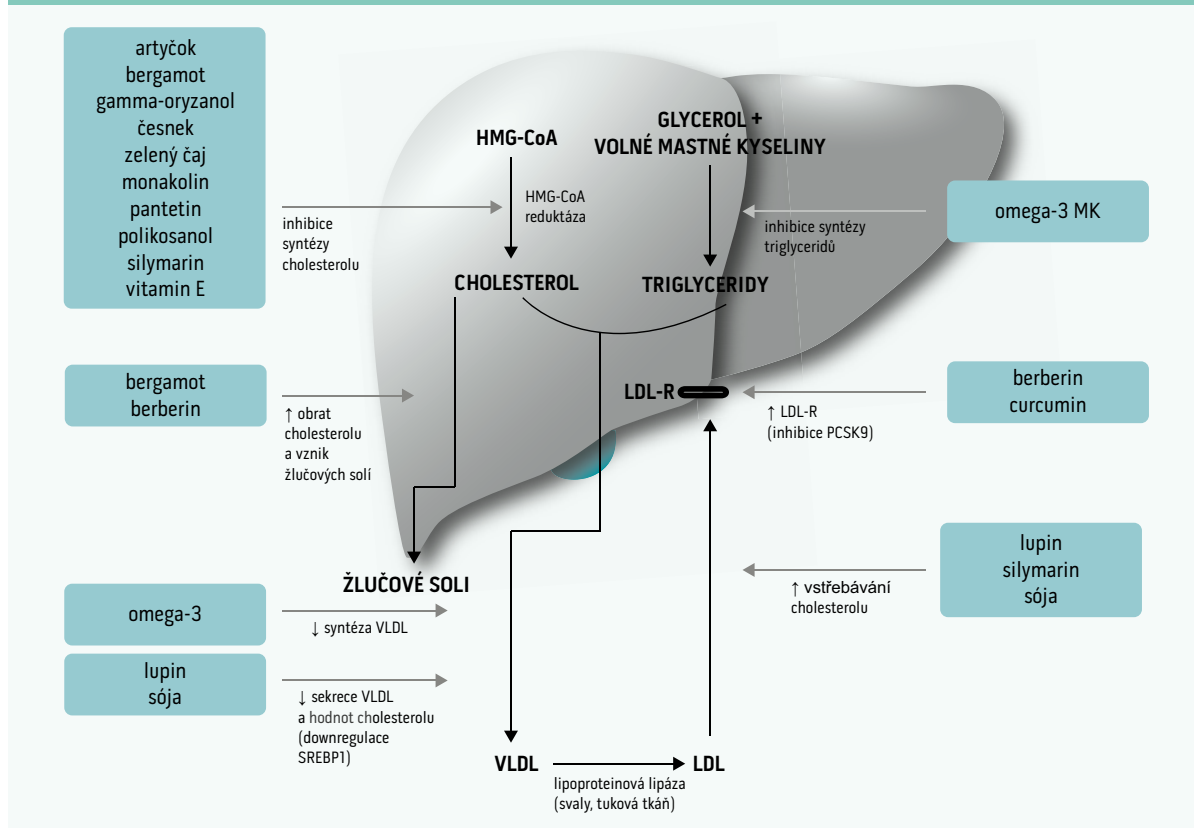 artyčok
bergamot
gamma-oryzanol
česnek
zelený čaj
monakolin
pantetin
polikosanol
silymarin
vitamin E
inhibice
syntézy
cholesterolu
HMG-CoA
HMG-CoA
reduktáza
CHOLESTEROL
GLYCEROL +
VOLNÉ MASTNÉ KYSELINY
TRIGLYCERIDY
inhibice syntézy
triglyceridů
omega-3 MK
bergamot
berberin
↑ obrat
cholesterolu
a vznik
žlučových solí
LDL-R
↑ LDL-R
(inhibice PCSK9)
berberin
curcumin
ŽLUČOVÉ SOLI
omega-3
↓ syntéza VLDL
↑ vstřebávání
cholesterolu
lupin
silymarin
sója
lupin
sója
↓ sekrece VLDL
a hodnot cholesterolu
(downregulace
SREBP1)
VLDL
lipoproteinová lipáza
(svaly, tuková tkáň)
LDL